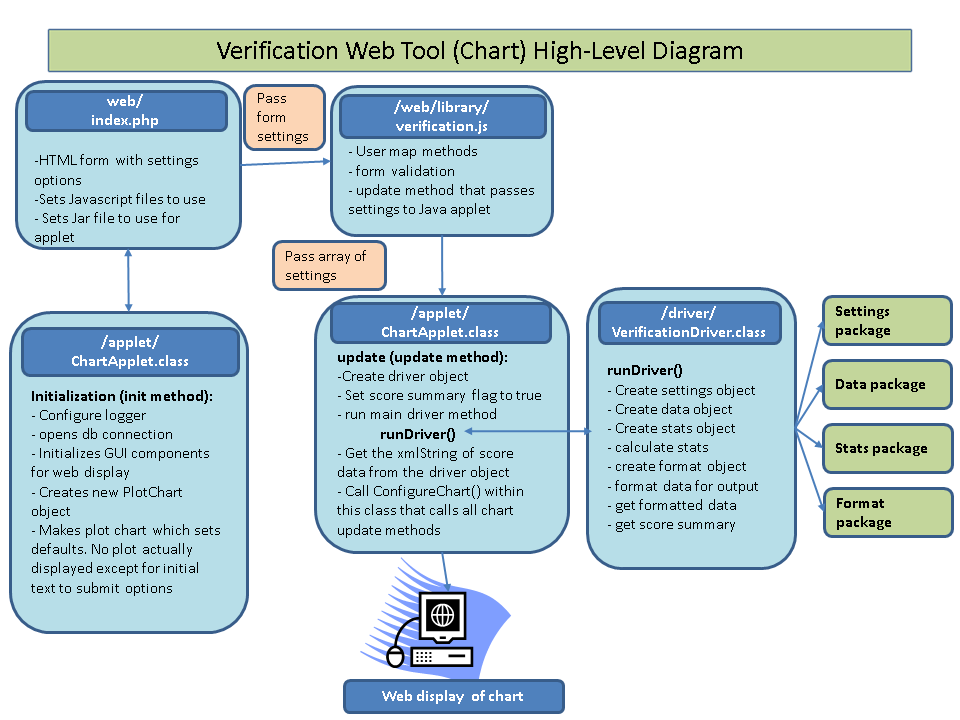 Verification Web Tool (Chart) High-Level Diagram
web/
index.php
-HTML form with settings
options
-Sets Javascript files to use
- Sets Jar file to use for
applet
Pass
form
settings
/web/library/
verification.js
- User map methods
- form validation
- update method that passes
settings to Java applet
Pass array of
settings
/applet/
ChartApplet.class
Initialization (init method):
- Configure logger
- opens db connection
- Initializes GUI components
for web display
- Creates new PlotChart
object
- Makes plot chart which sets
defaults. No plot actually
displayed except for initial
text to submit options
/applet/
ChartApplet.class
update (update method):
-Create driver object
- Set score summary flag to true
- run main driver method
runDriver()
- Get the xmlString of score
data from the driver object
- Call ConfigureChart() within
this class that calls all chart
update methods
/driver/
VerificationDriver.class
runDriver()
- Create settings object
- Create data object
- Create stats object
- calculate stats
- create format object
- format data for output
- get formatted data
- get score summary
Settings
package
Data package
Stats package
Format
package
Web display of chart